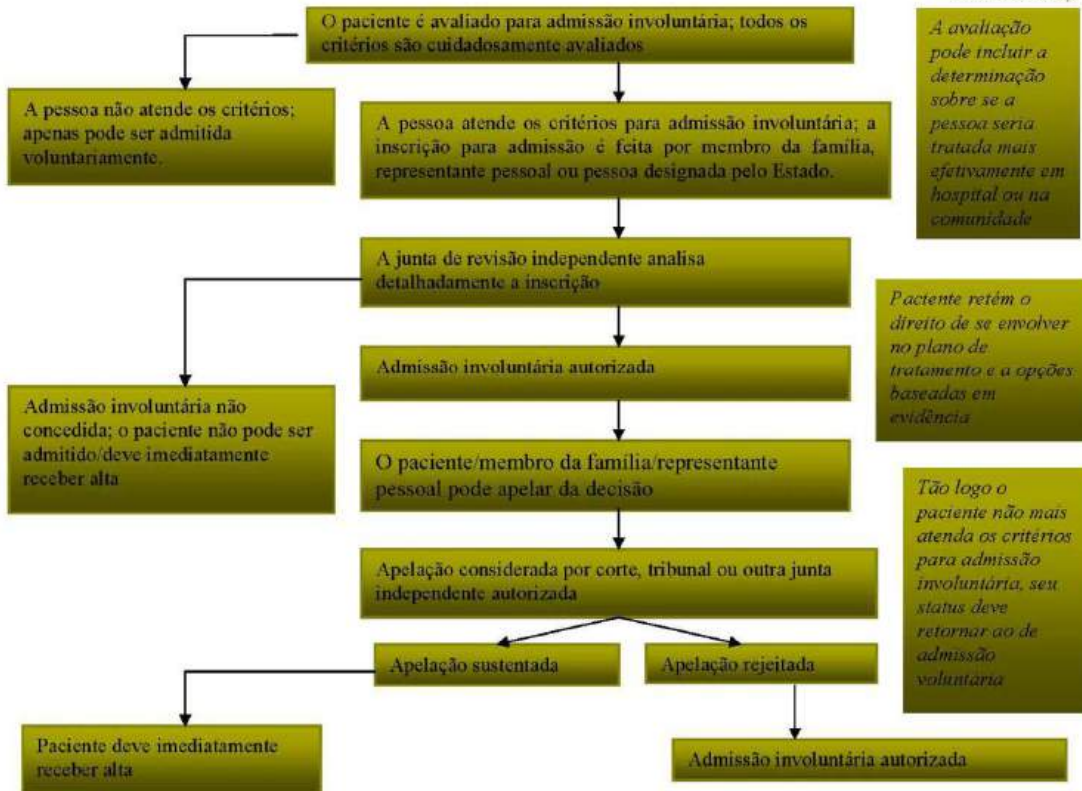 O paciente é avaliado para admissão involuntária; todos os
critérios são cuidadosamente avaliados
A avaliação
pode incluir a
determinação
sobre se a
pessoa seria
tratada mais
efetivamente em
hospital ou na
comunidade
A pessoa não atende os critérios;
apenas pode ser admitida
voluntariamente.
A pessoa atende os critérios para admissão involuntária; a
inscrição para admissão é feita por membro da família,
representante pessoal ou pessoa designada pelo Estado.
A junta de revisão independente analisa
detalhadamente a inscrição
Paciente retém o
direito de se envolver
no plano de
tratamento e a opções
baseadas em
evidência
Admissão involuntária autorizada
Admissão involuntária não
concedida; o paciente não pode ser
admitido/deve imediatamente
receber alta
O paciente/membro da família/representante
pessoal pode apelar da decisão
Tão logo o
paciente não mais
atenda os critérios
para admissão
involuntária, seu
status deve
retornar ao de
admissão
voluntária
Apelação considerada por corte, tribunal ou outra junta
independente autorizada
Apelação sustentada
Apelação rejeitada
Paciente deve imediatamente
receber alta
Admissão involuntária autorizada